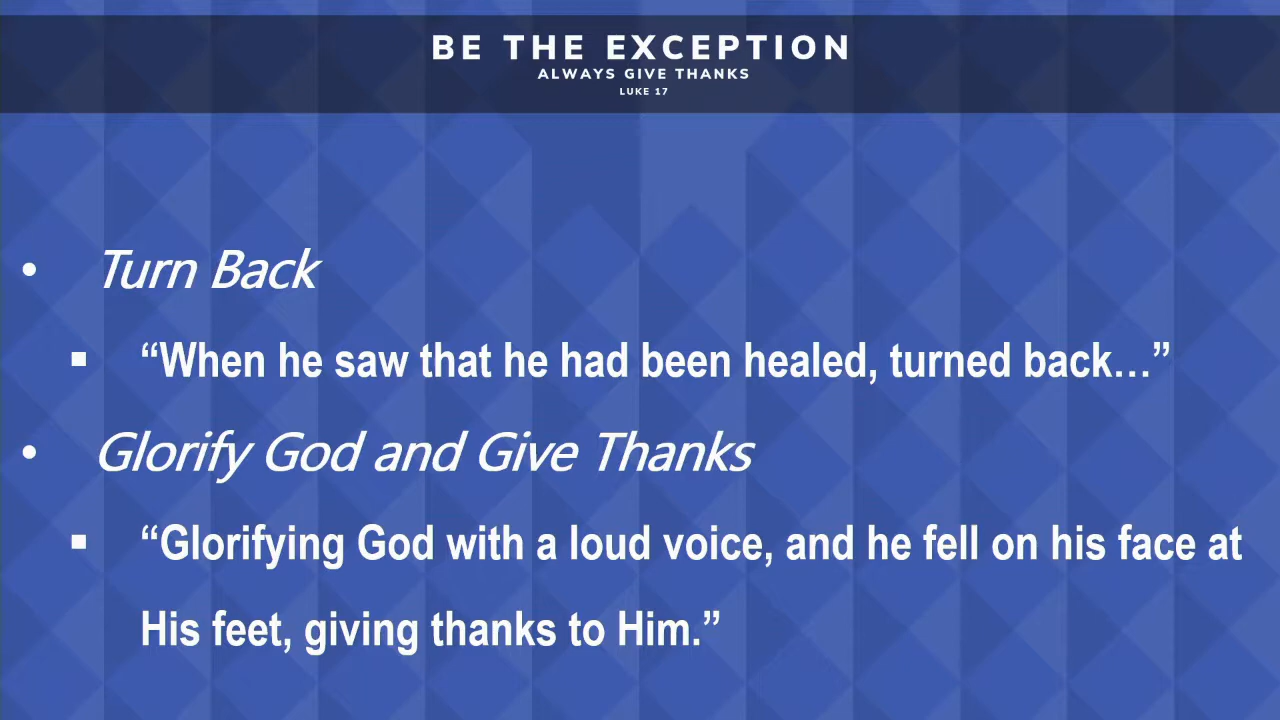 BE THE EXCEPTION
ALWAYS GIVE THANKS
LUKE 17
• Turn Back
▪ “When he saw that he had been healed, turned back…”
• Glorify God and Give Thanks
▪ “Glorifying God with a loud voice, and he fell on his face at
His feet, giving thanks to Him.”